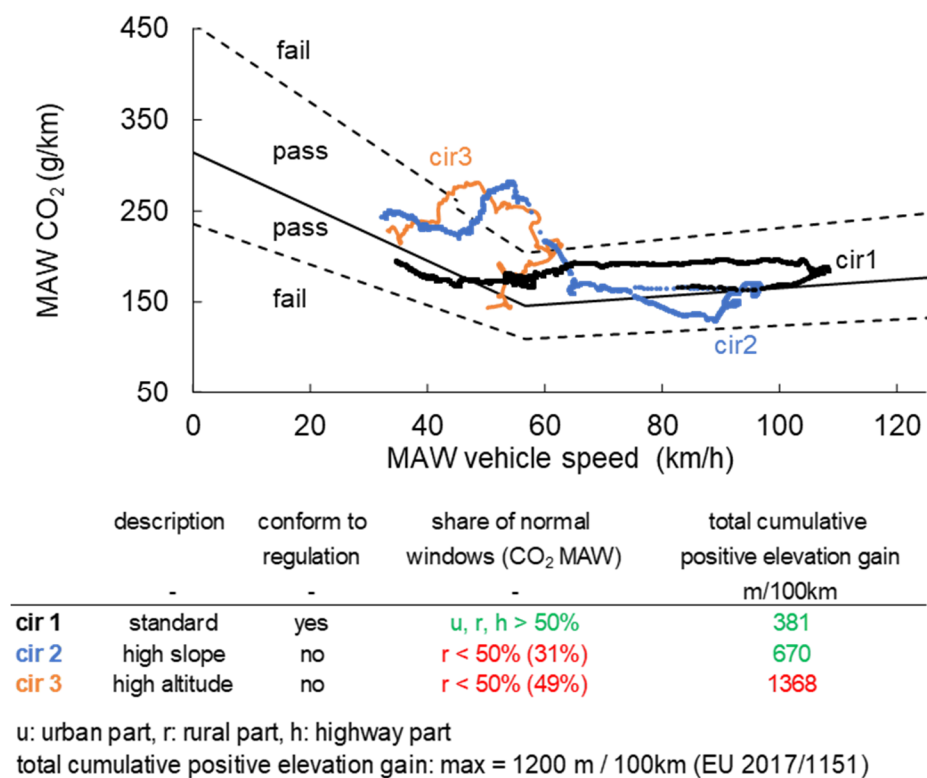 450
fail
350
pass
cir3
250
pass
cir1
150
fail
cir2
50
0 20 40 60 80 100 120
MAW CO₂ (g/km)
MAW vehicle speed (km/h)
description conform to share of normal total cumulative
regulation windows (CO₂ MAW) positive elevation gain
- - - m/100km
cir 1 standard yes u, r, h > 50% 381
cir 2 high slope no r < 50% (31%) 670
cir 3 high altitude no r < 50% (49%) 1368
u: urban part, r: rural part, h: highway part
total cumulative positive elevation gain: max = 1200 m / 100km (EU 2017/1151)